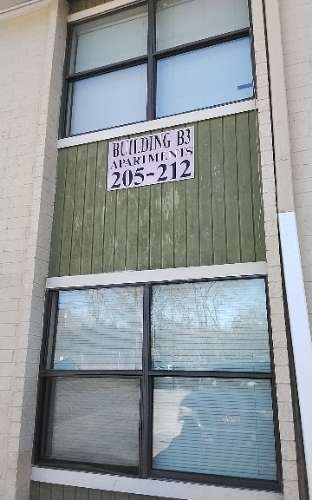 BUILDING B3
APARTMENTS
205-212